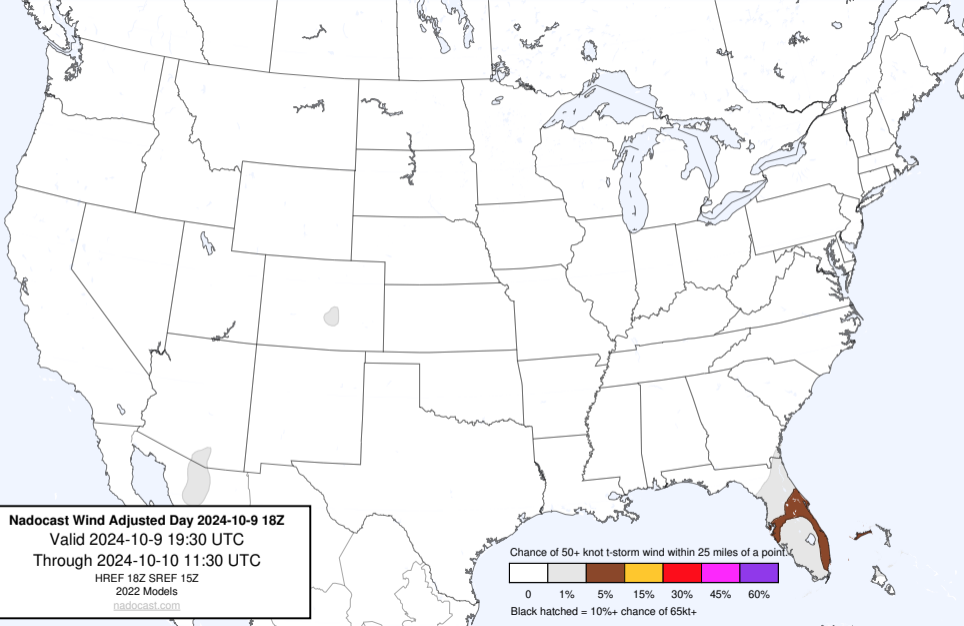 Nadocast Wind Adjusted Day 2024-10-9 18Z
Valid 2024-10-9 19:30 UTC
Through 2024-10-10 11:30 UTC
HREF 18Z SREF 15Z
2022 Models
nadocast.com
Chance of 50+ knot t-storm wind within 25 miles of a point.
0 1% 5% 15% 30% 45% 60%
Black hatched = 10%+ chance of 65kt+